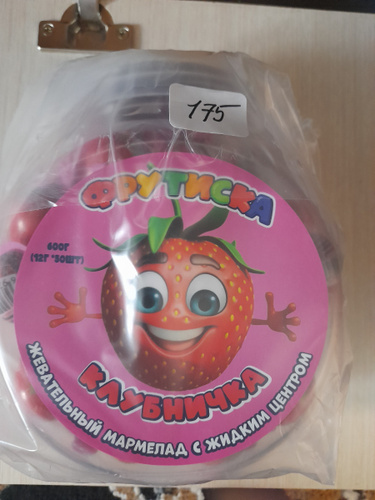 175
ФРУТИСКА
600Г
(12Г *50ШТ)
КЛУБНИЧКА
ЖЕВАТЕЛЬНЫЙ МАРМЕЛАД С ЖИДКИМ ЦЕНТРОМ